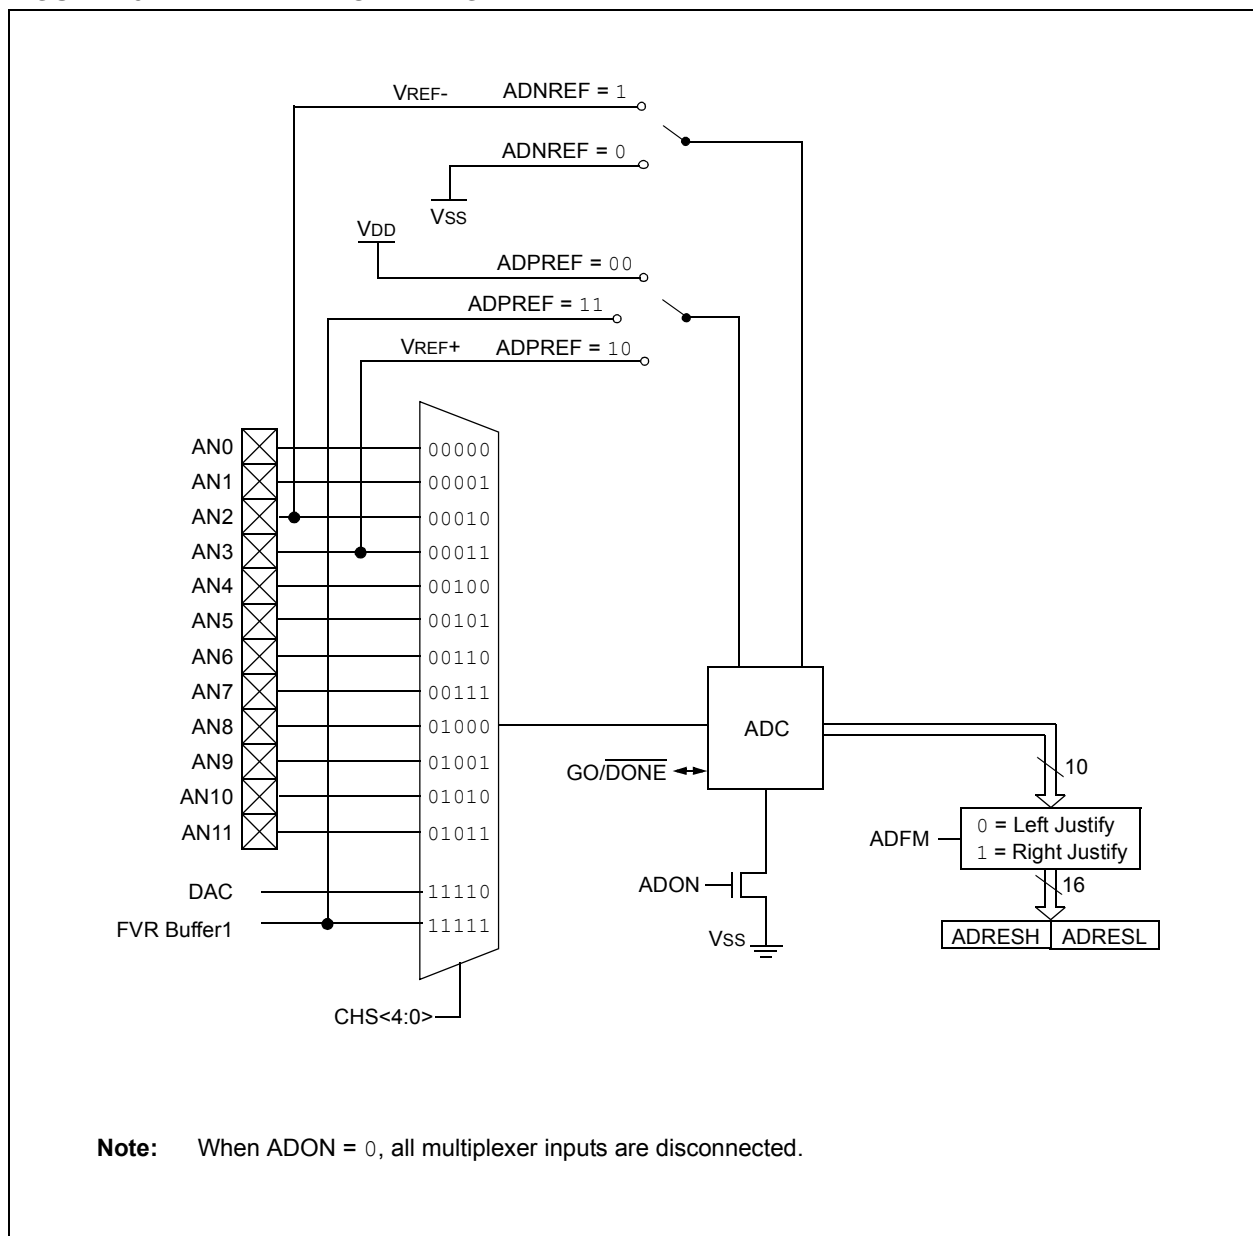 VREF- ADNREF = 1
ADNREF = 0
VSS
VDD
ADPREF = 00
ADPREF = 11
VREF+ ADPREF = 10
AN0 00000
AN1 00001
AN2 00010
AN3 00011
AN4 00100
AN5 00101
AN6 00110
AN7 00111
AN8 01000
AN9 01001
AN10 01010
AN11 01011
DAC 11110
FVR Buffer1 11111
CHS<4:0>
ADC
GO/DONE
ADON
VSS
10
ADFM
0 = Left Justify
1 = Right Justify
16
ADRESH ADRESL
Note: When ADON = 0, all multiplexer inputs are disconnected.